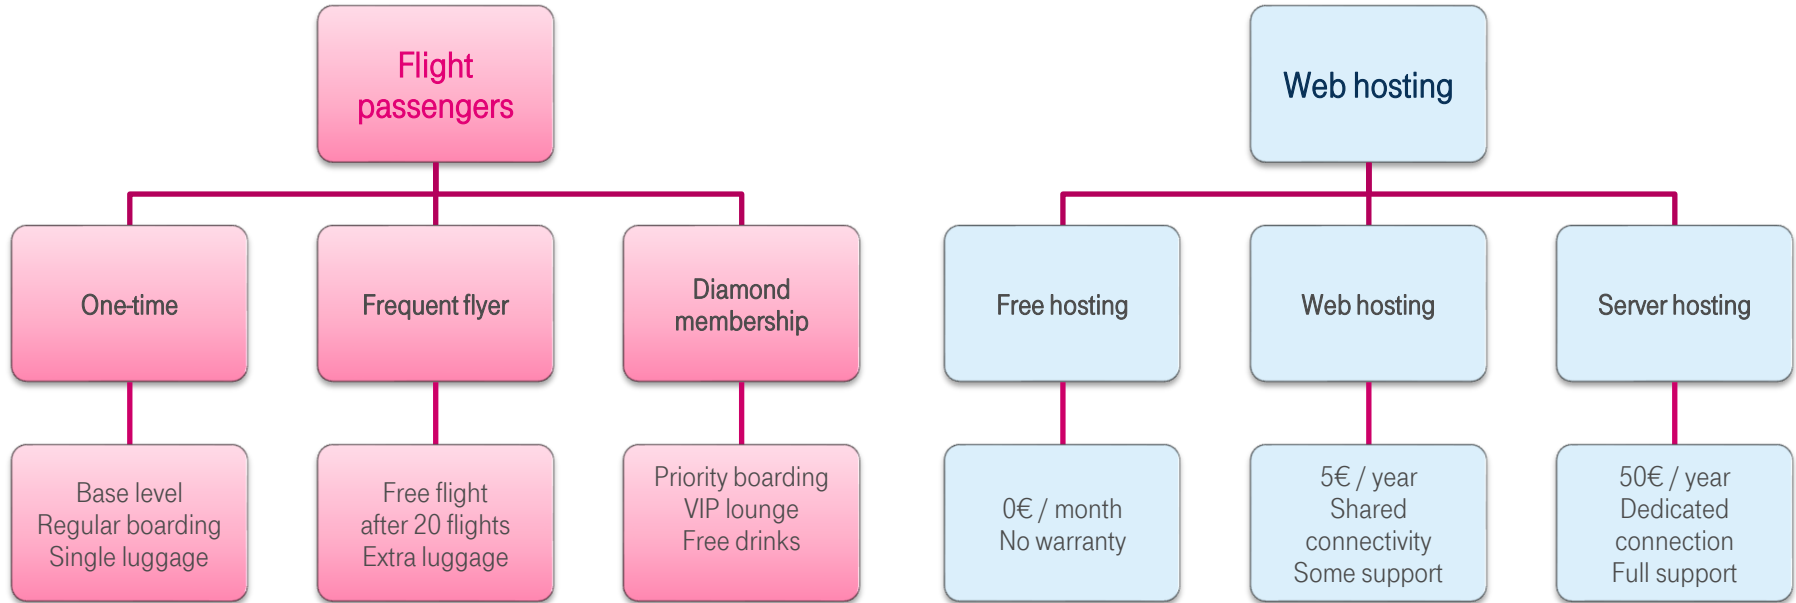 Flight
passengers
One-time
Frequent flyer
Diamond
membership
Base level
Regular boarding
Single luggage
Free flight
after 20 flights
Extra luggage
Priority boarding
VIP lounge
Free drinks
Web hosting
Free hosting
Web hosting
Server hosting
0€ / month
No warranty
5€ / year
Shared
connectivity
Some support
50€ / year
Dedicated
connection
Full support